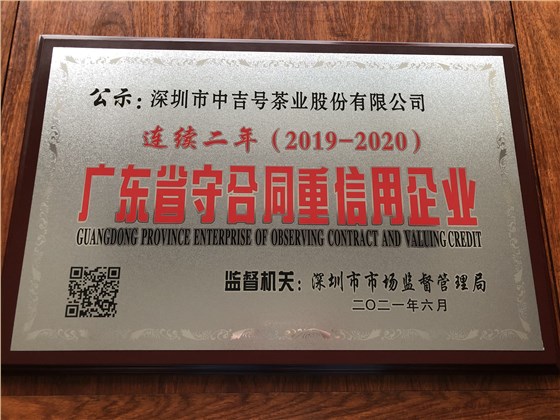 公示：深圳市中吉号茶业股份有限公司
连续二年（2019-2020）
广东省守合同重信用企业
GUANGDONG PROVINCE ENTERPRISE OF OBSERVING CONTRACT AND VALUING CREDIT
监督机关：深圳市市场监督管理局
二〇二一年六月